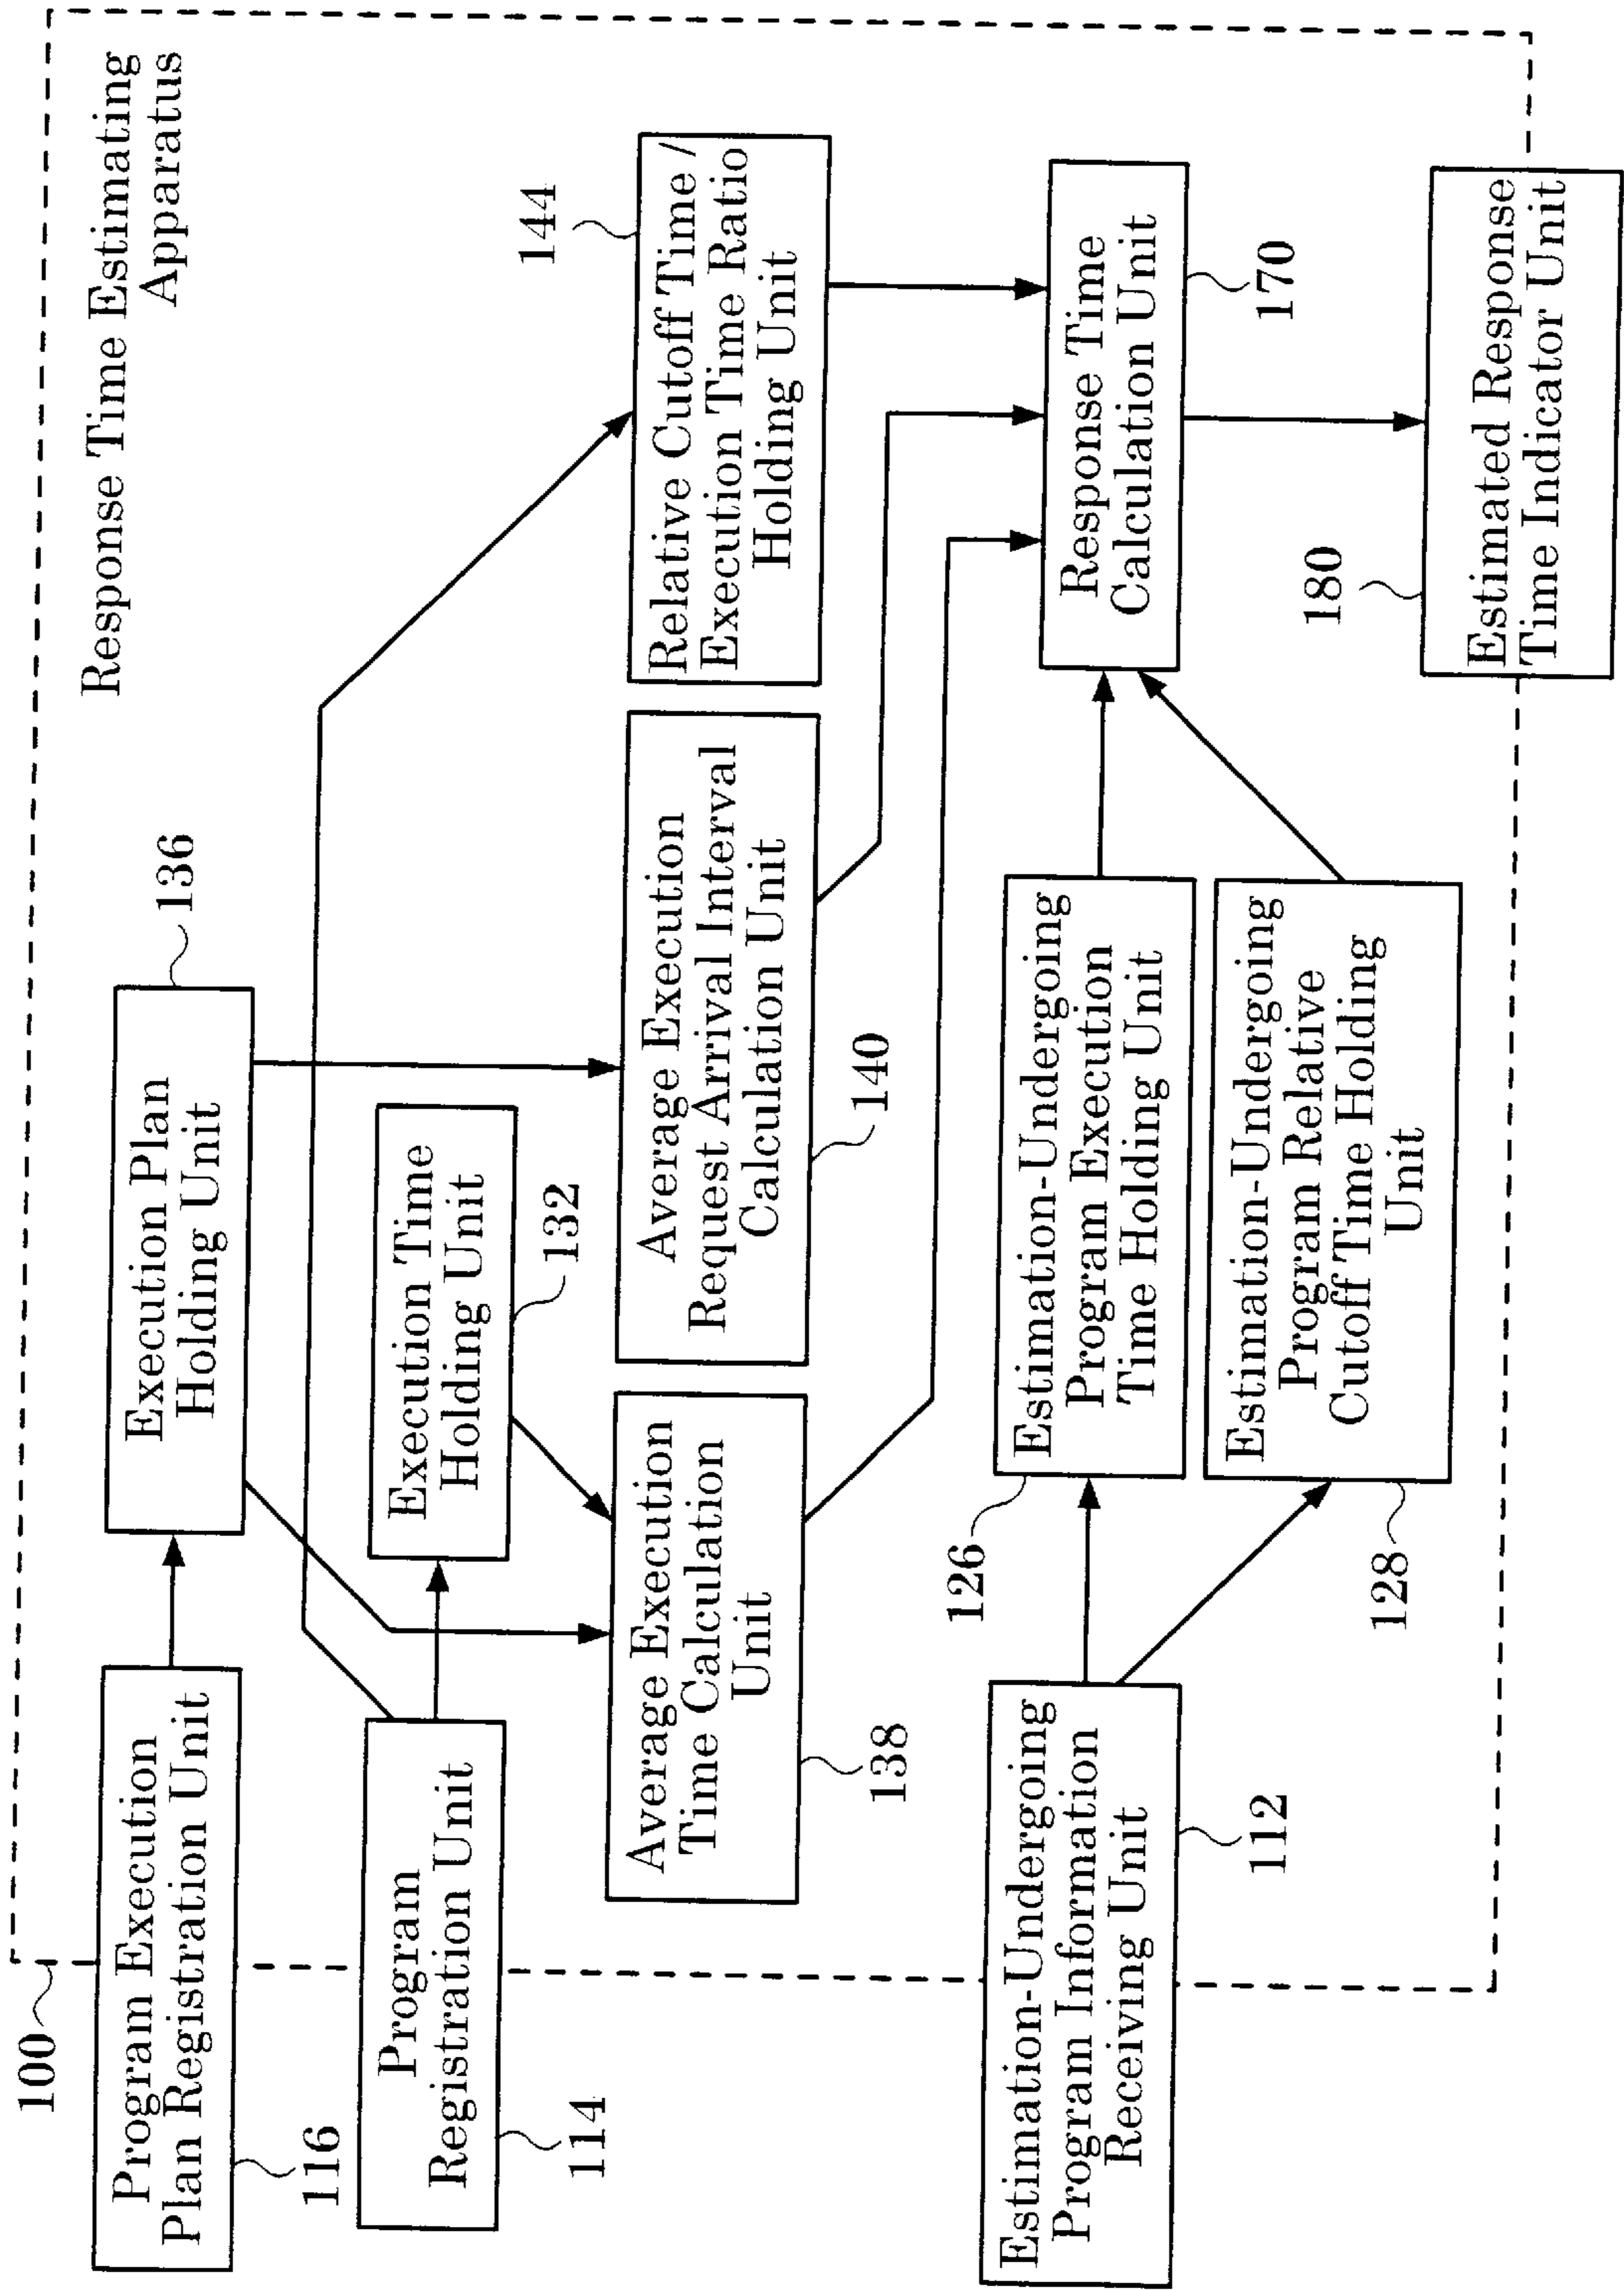 100
Response Time Estimating
Apparatus
Program Execution
Plan Registration Unit
116
Execution Plan
Holding Unit
136
Program
Registration Unit
114
Execution Time
Holding Unit
132
Average Execution
Time Calculation
Unit
138
Average Execution
Request Arrival Interval
Calculation Unit
140
Relative Cutoff Time /
Execution Time Ratio
Holding Unit
144
Estimation-Undergoing
Program Information
Receiving Unit
112
Estimation-Undergoing
Program Execution
Time Holding Unit
126
Estimation-Undergoing
Program Relative
Cutoff Time Holding
Unit
128
Response Time
Calculation Unit
170
Estimated Response
Time Indicator Unit
180